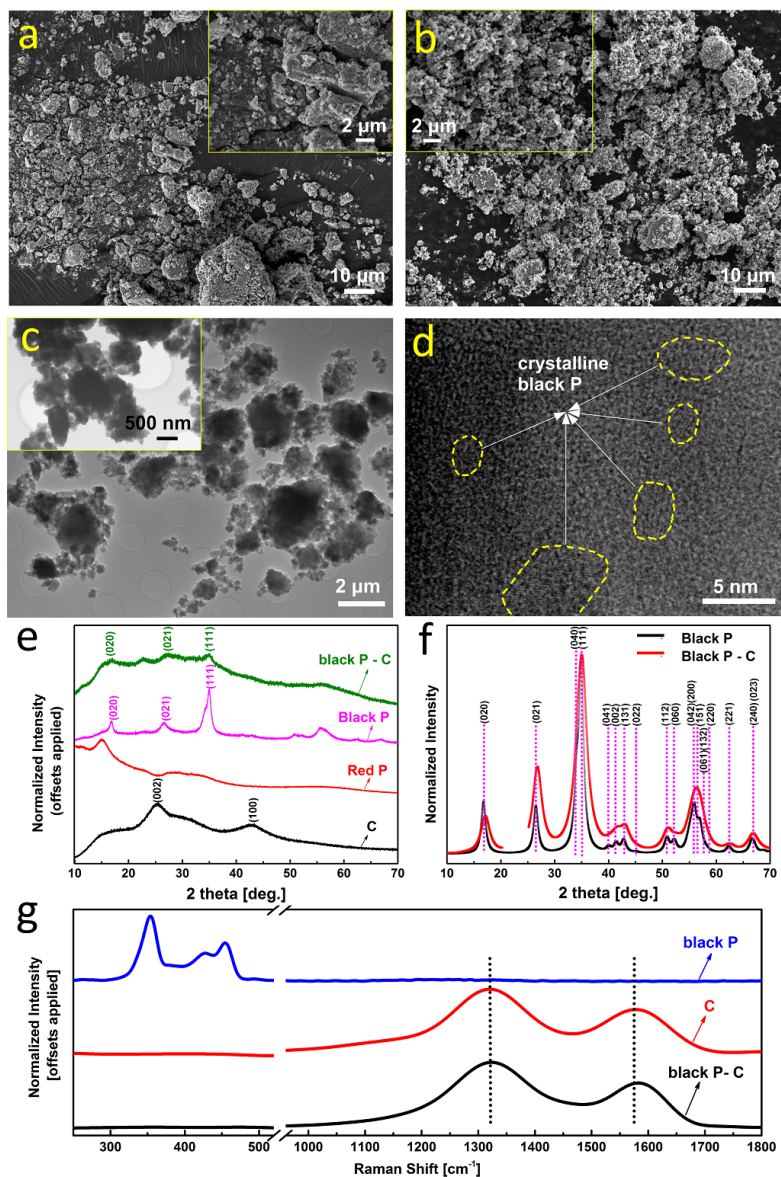 a
2 µm
10 µm
b
2 µm
10 µm
c
500 nm
2 µm
d
crystalline
black P
5 nm
e
(020)
(021)
(111)
black P - C
(020)
(021)
(111)
Black P
Red P
(002)
(100)
C
Normalized Intensity
(offsets applied)
10 20 30 40 50 60 70
2 theta [deg.]
f
Black P
Black P - C
(020)
(021)
(040)
(111)
(041)
(002)
(131)
(022)
(112)
(060)
(042)(200)
(151)
(061)(132)
(220)
(221)
(240)(023)
Normalized Intensity
10 20 30 40 50 60 70
2 theta [deg.]
g
black P
C
black P- C
Normalized Intensity
[offsets applied]
300 400 500 1000 1100 1200 1300 1400 1500 1600 1700 1800
Raman Shift [cm⁻¹]